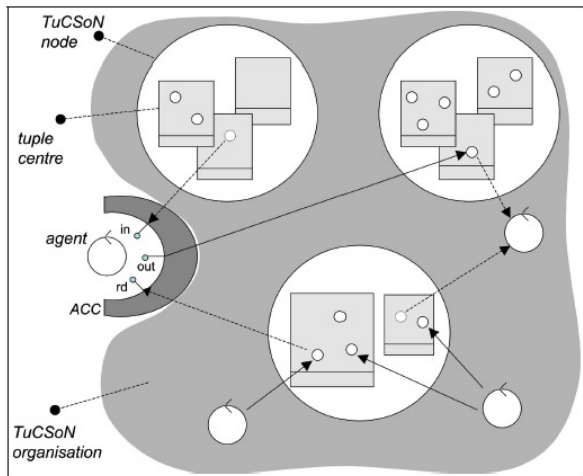 TuCSoN
node
tuple
centre
agent
in
out
rd
ACC
TuCSoN
organisation